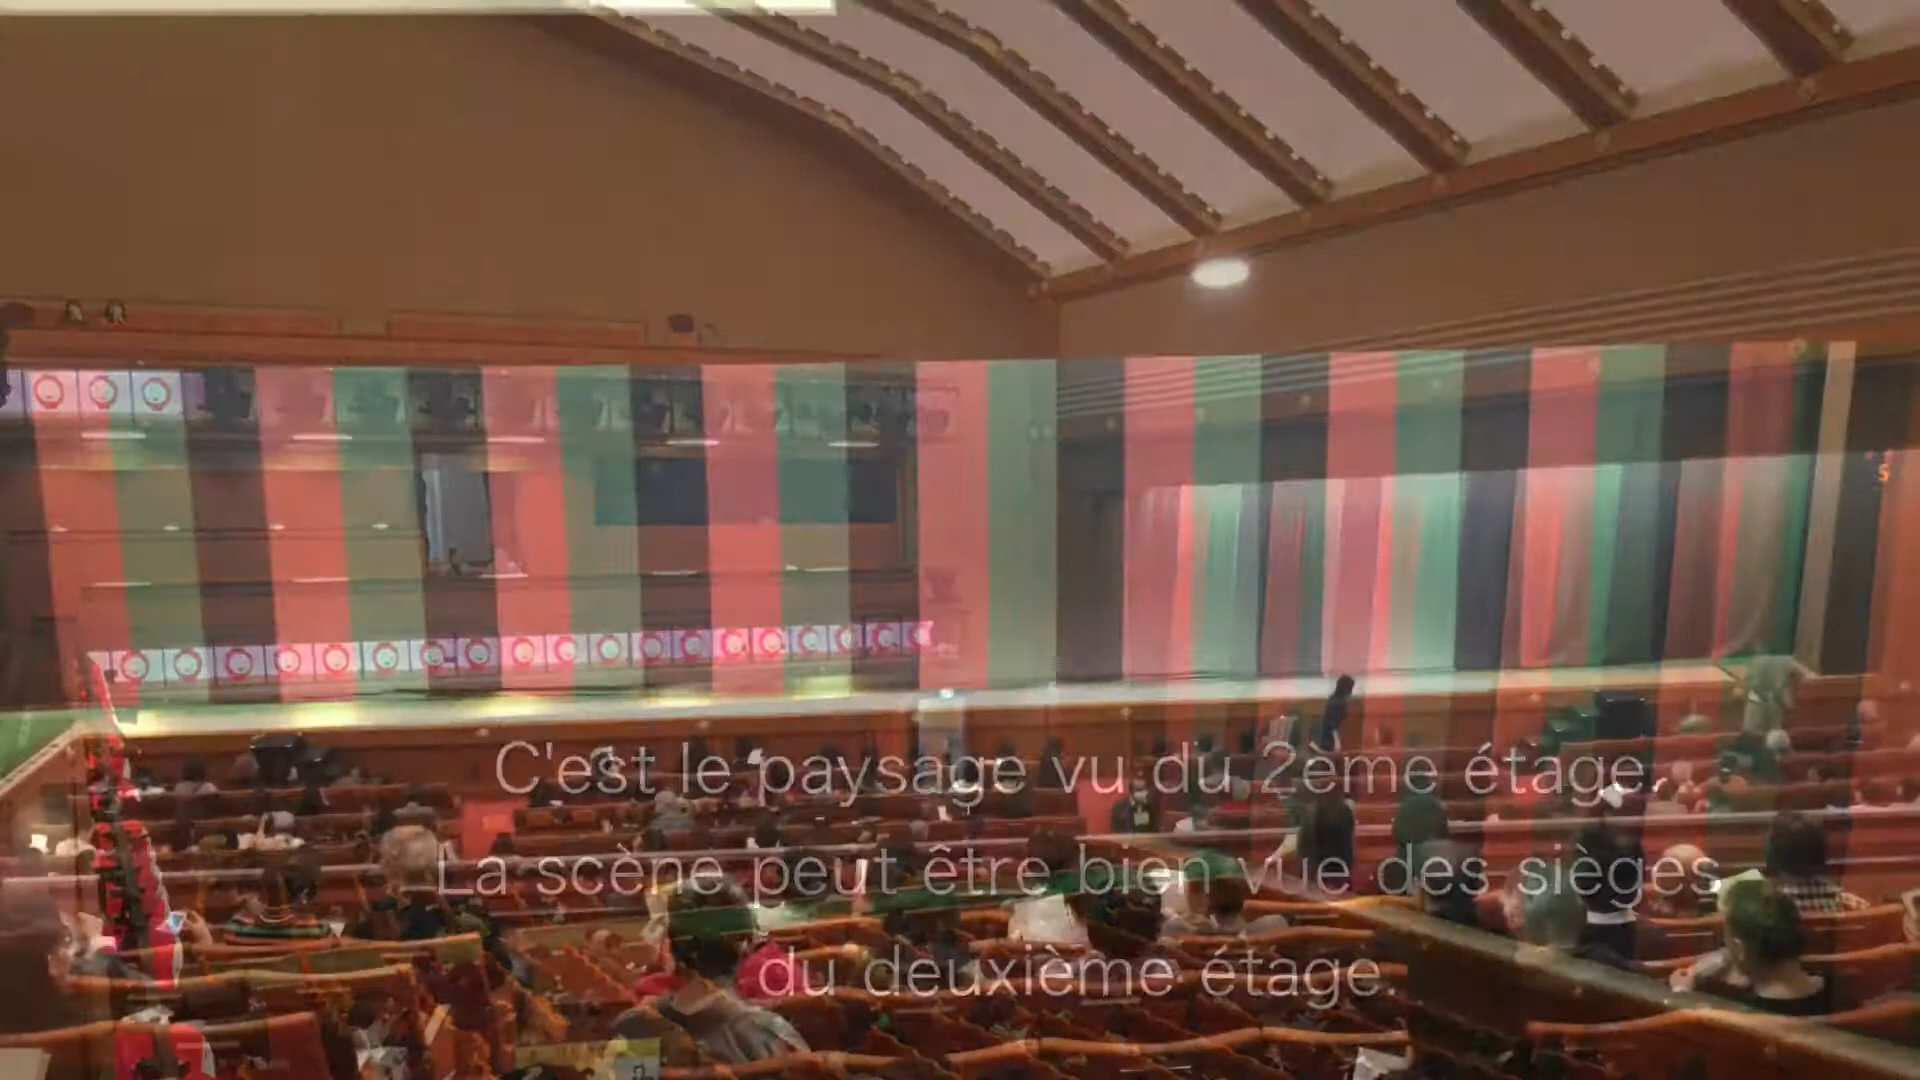 C'est le paysage vu du 2ème étage.
La scène peut être bien vue des sièges
du deuxième étage.